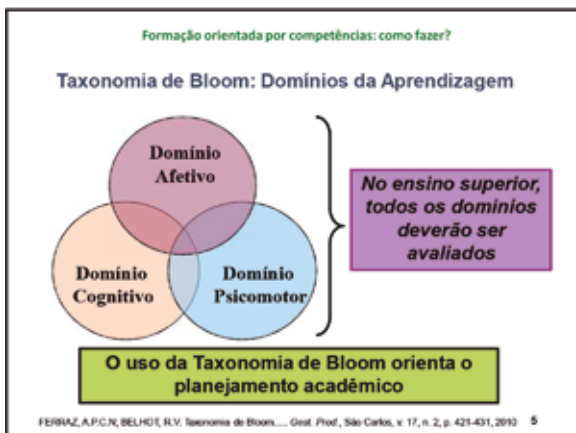 Formação orientada por competências: como fazer?
Taxonomia de Bloom: Domínios da Aprendizagem
Domínio
Afetivo
Domínio
Cognitivo
Domínio
Psicomotor
No ensino superior,
todos os domínios
deverão ser
avaliados
O uso da Taxonomia de Bloom orienta o
planejamento acadêmico
FERRAZ, A.P.C.N; BELHOT, R.V. Taxonomia de Bloom.... Gest. Prod., São Carlos, v. 17, n. 2, p. 421-431, 2010 5